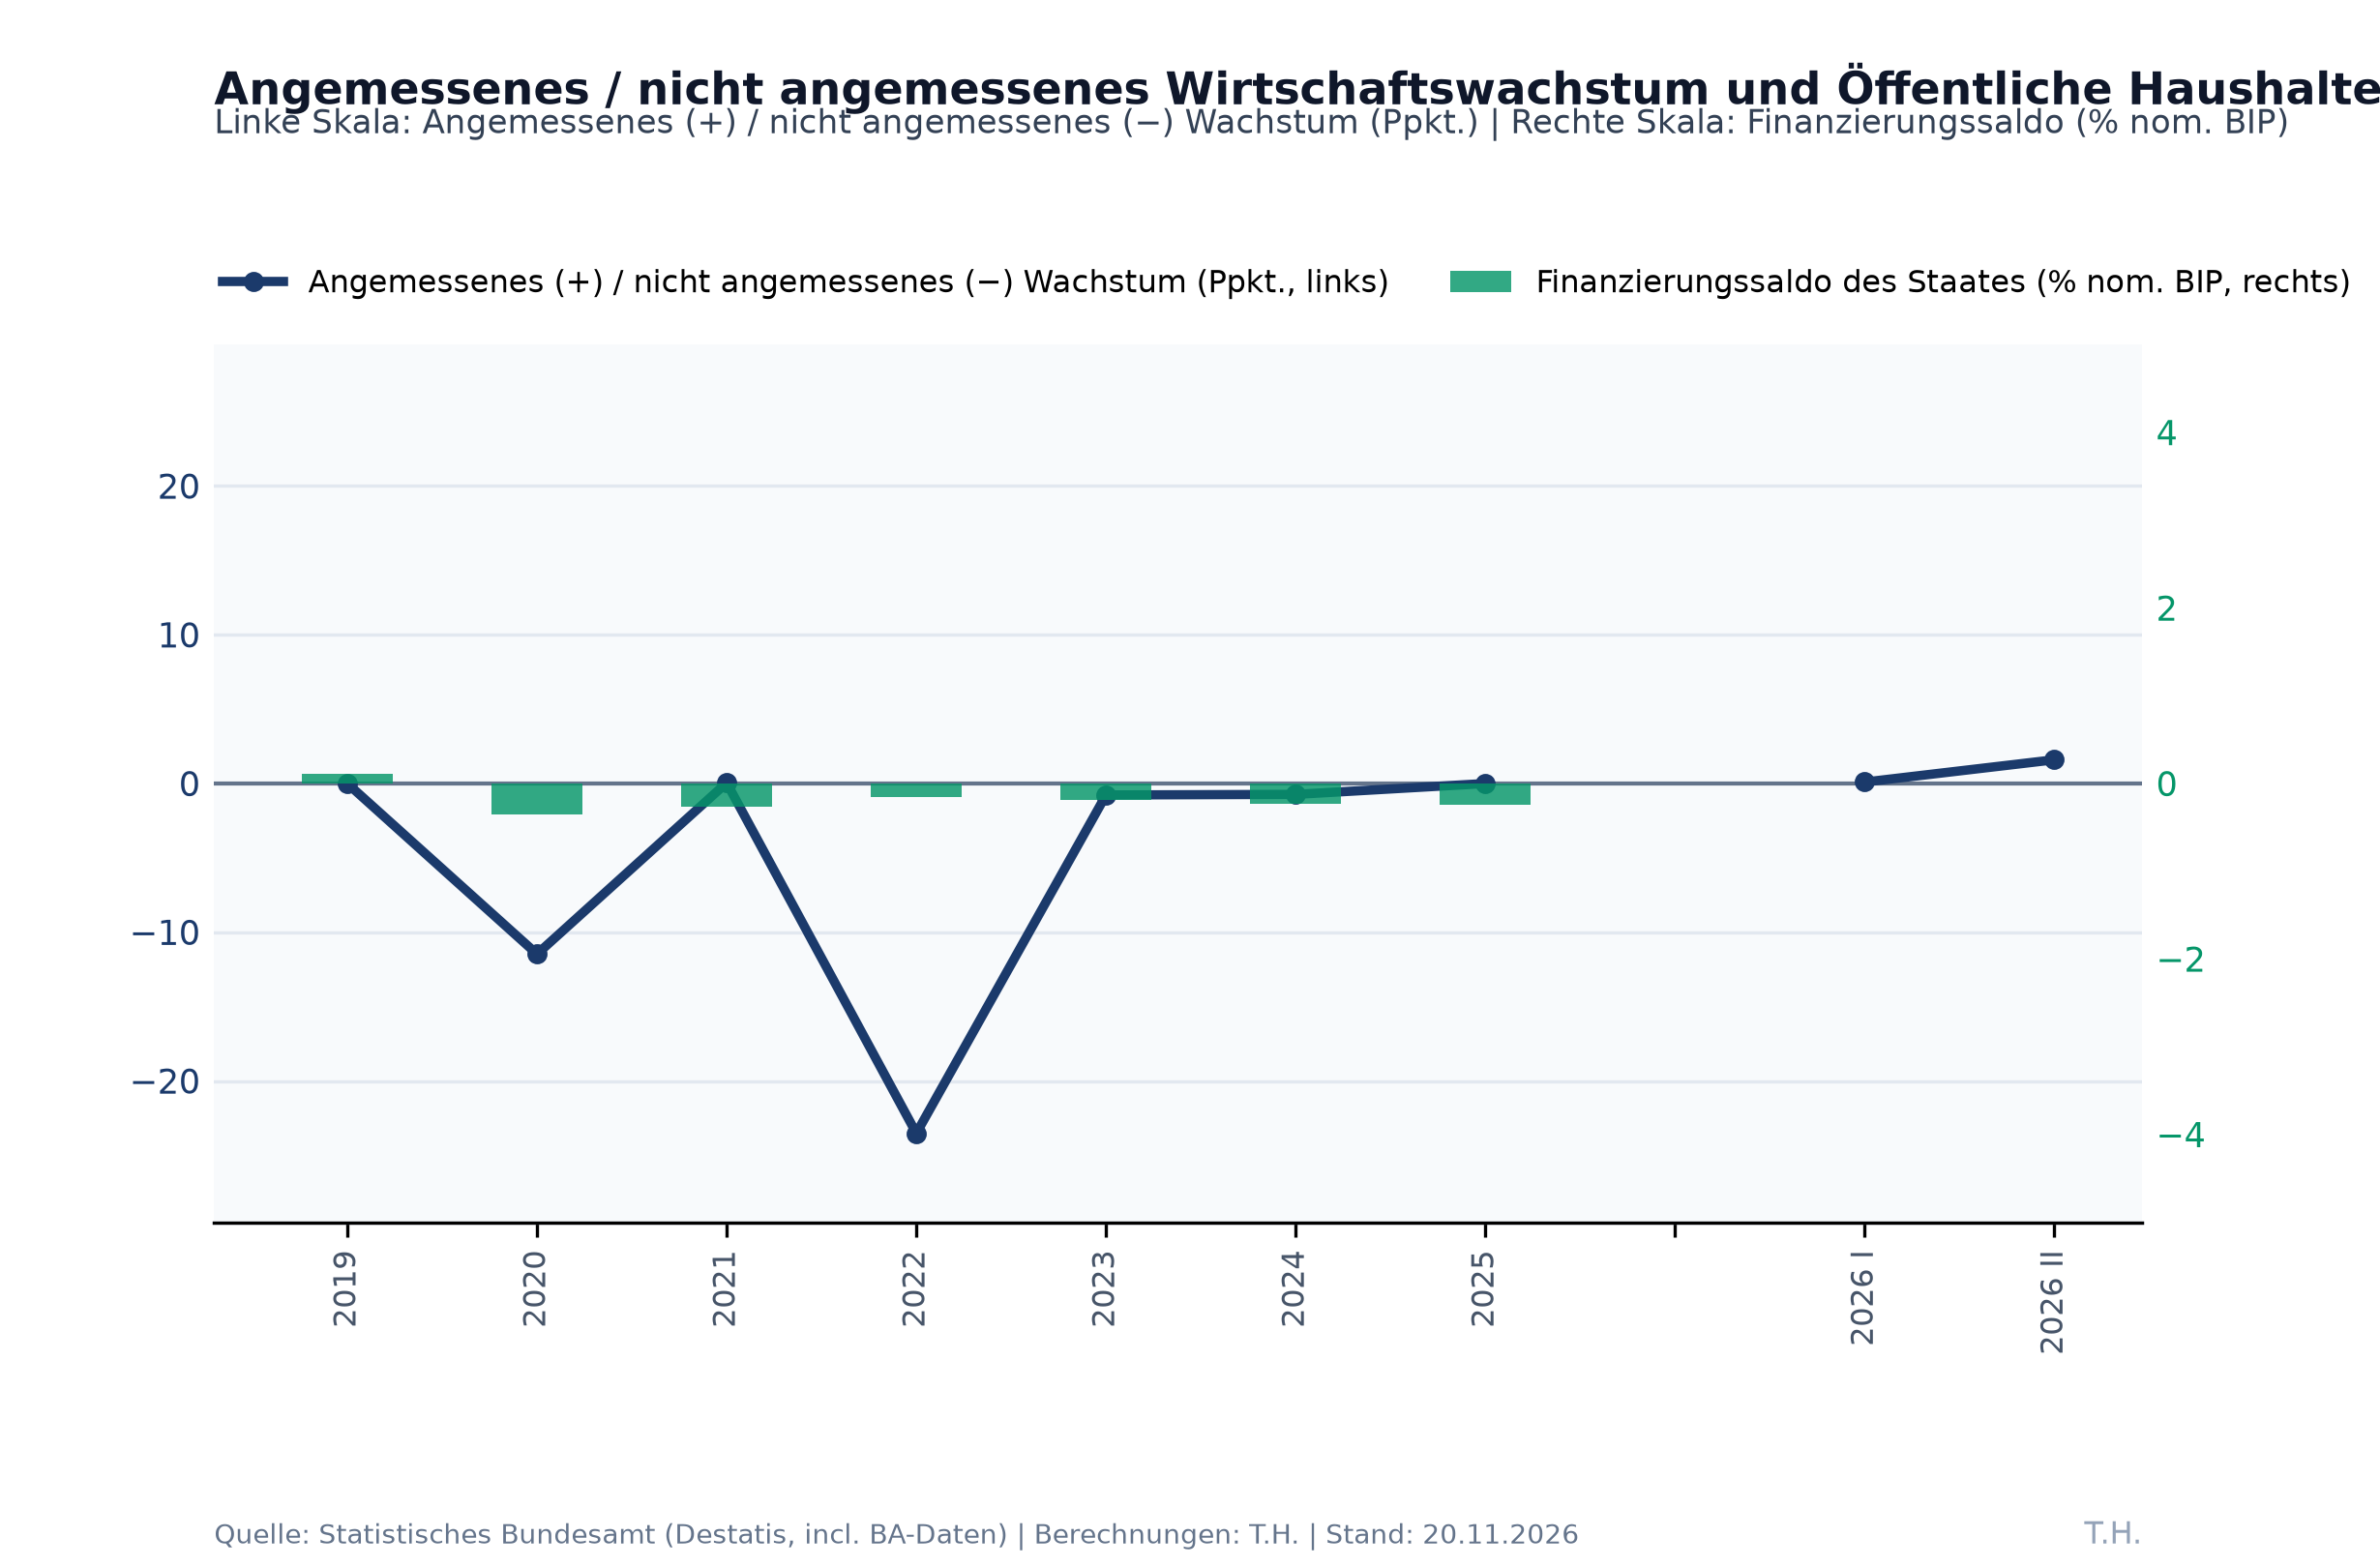 Angemessenes / nicht angemessenes Wirtschaftswachstum und Öffentliche Haushalte
Linke Skala: Angemessenes (+) / nicht angemessenes (−) Wachstum (Ppkt.) | Rechte Skala: Finanzierungssaldo (% nom. BIP)
Angemessenes (+) / nicht angemessenes (−) Wachstum (Ppkt., links)
Finanzierungssaldo des Staates (% nom. BIP, rechts)
4
20
2
10
0
0
−10
−2
−20
−4
2019
2020
2021
2022
2023
2024
2025
2026 I
2026 II
Quelle: Statistisches Bundesamt (Destatis, incl. BA-Daten) | Berechnungen: T.H. | Stand: 20.11.2026
T.H.